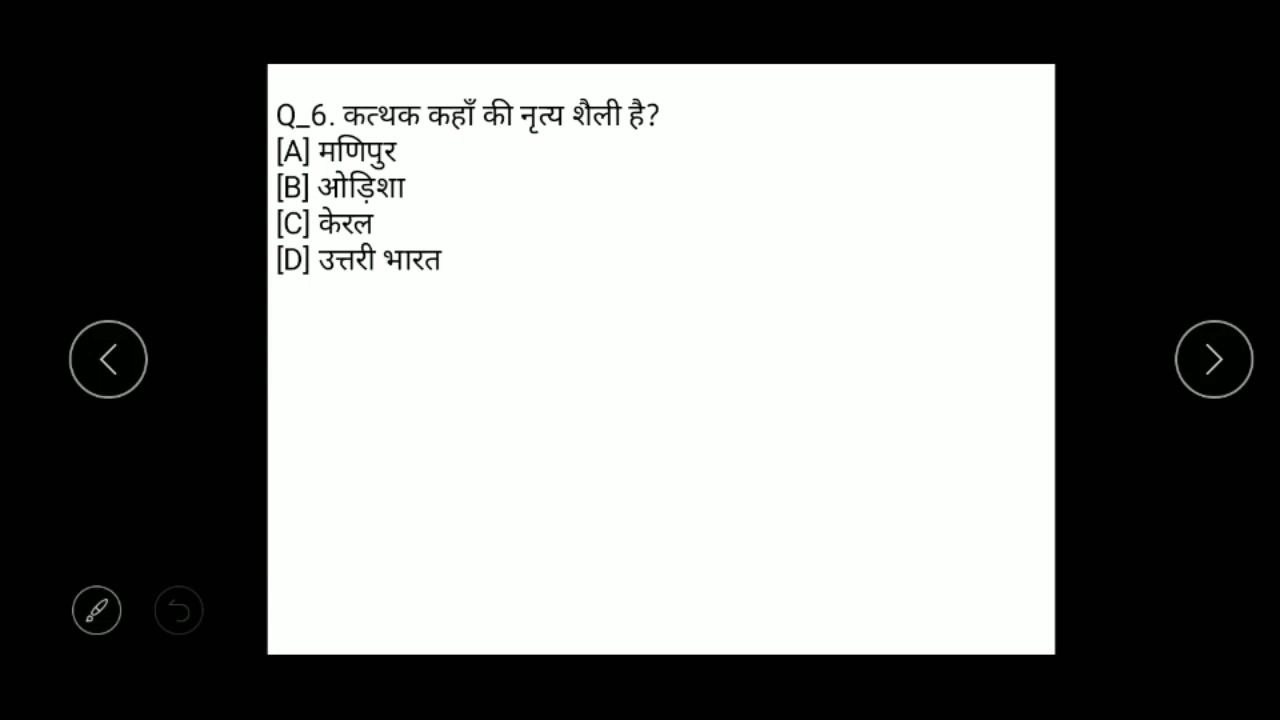 Q_6. कत्थक कहाँ की नृत्य शैली है?
[A] मणिपुर
[B] ओड़िशा
[C] केरल
[D] उत्तरी भारत